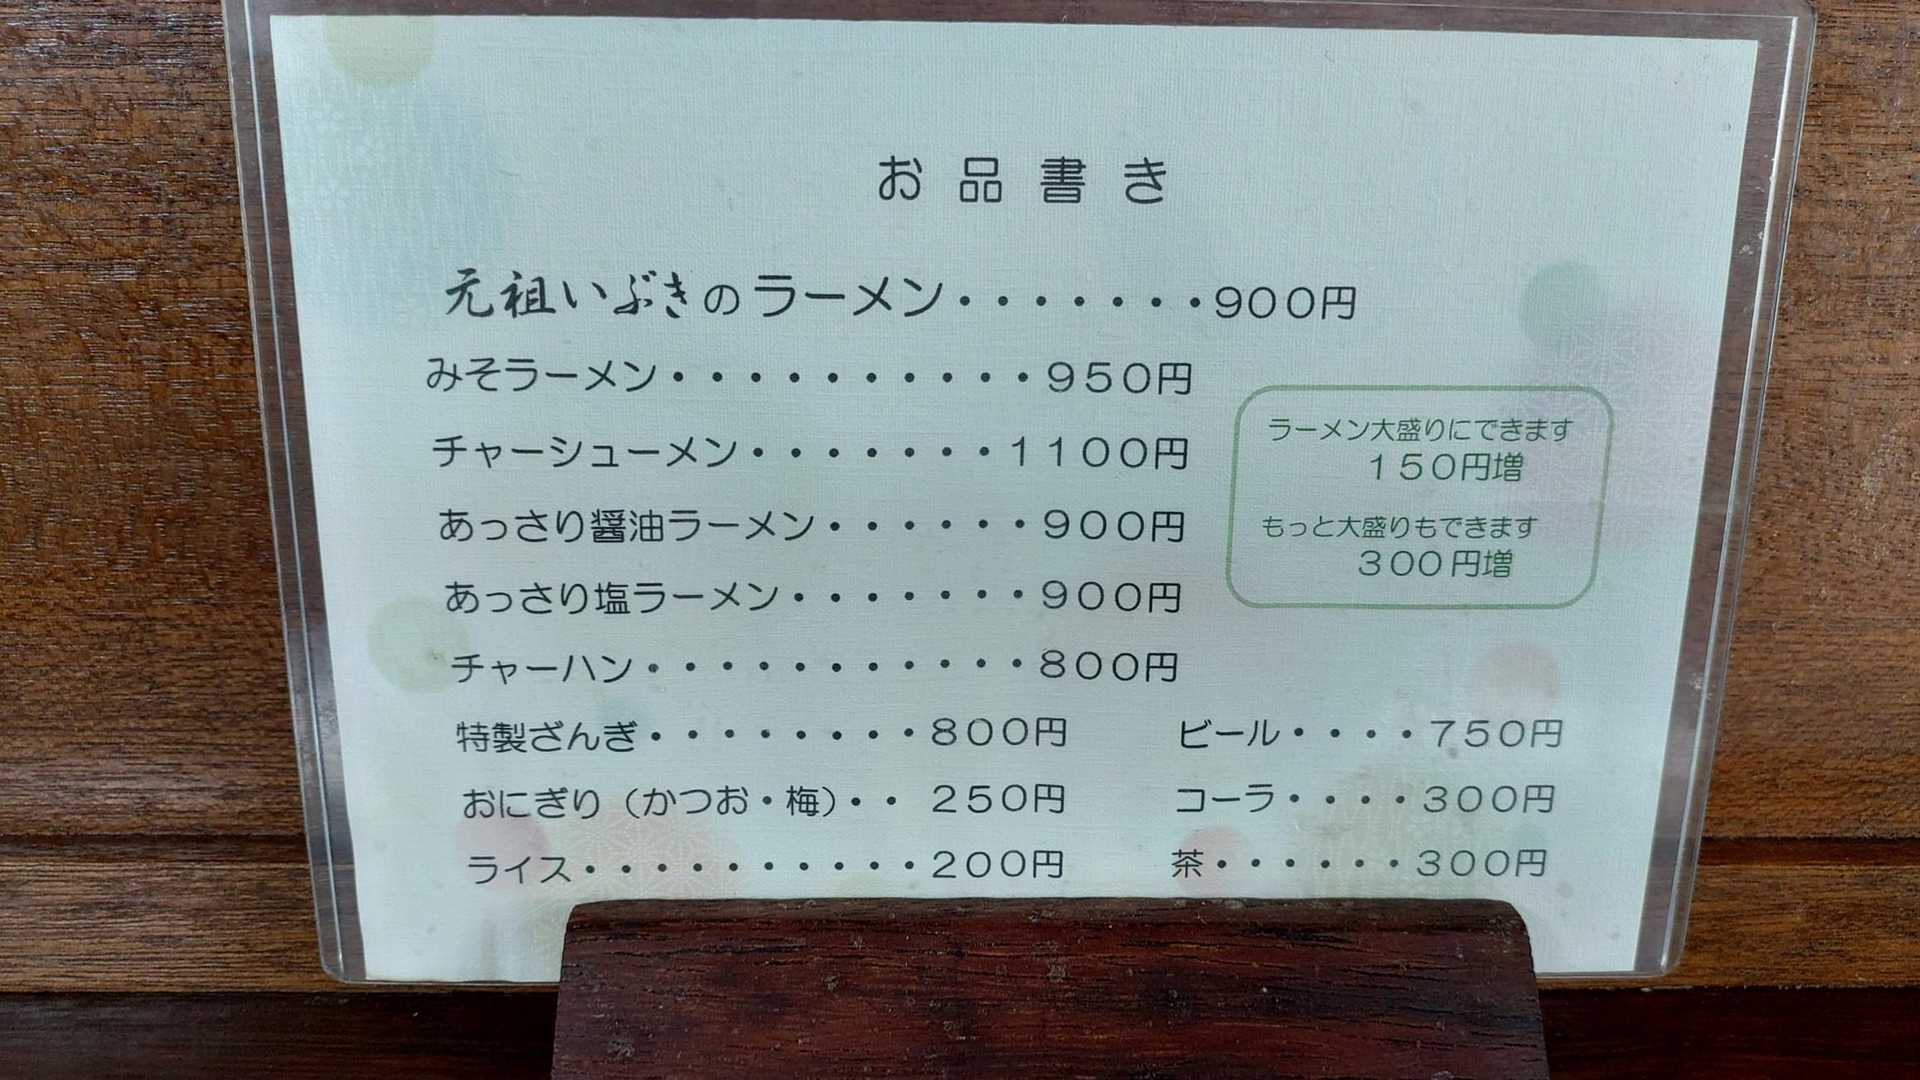 お品書き
元祖いぶきのラーメン・・・・・・・900円
みそラーメン・・・・・・・・・・950円
チャーシューメン・・・・・・・1100円
あっさり醤油ラーメン・・・・・・900円
あっさり塩ラーメン・・・・・・・900円
チャーハン・・・・・・・・・・・800円
特製ざんぎ・・・・・・・・800円
おにぎり（かつお・梅）・・ 250円
ライス・・・・・・・・・・200円
ラーメン大盛りにできます
150円増
もっと大盛りもできます
300円増
ビール・・・・750円
コーラ・・・・300円
茶・・・・・・300円